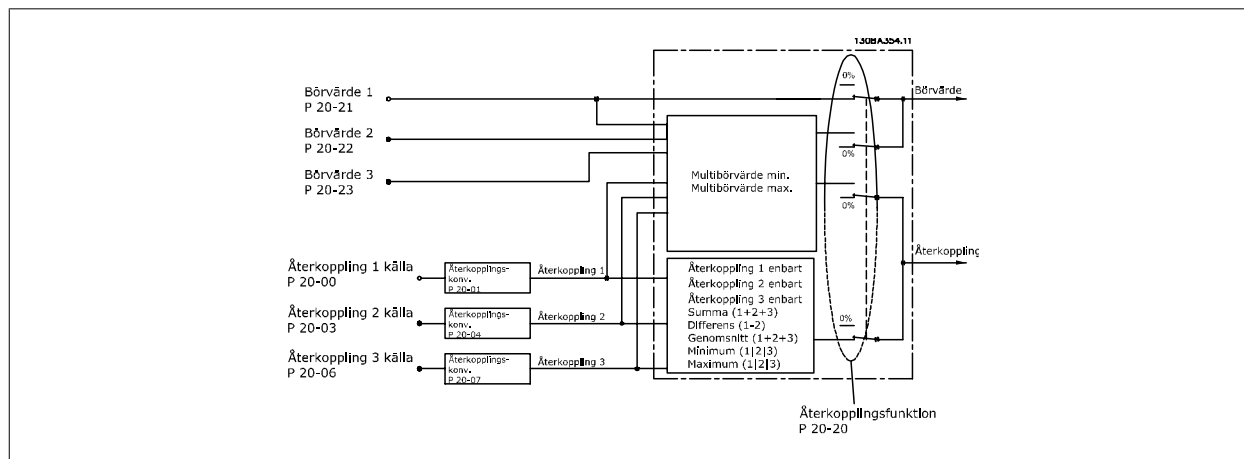 130BA354.11
0%
Börvärde 1
P 20-21
Börvärde
Börvärde 2
P 20-22
0%
Börvärde 3
P 20-23
Multibörvärde min.
Multibörvärde max.
0%
Återkoppling
Återkoppling 1 källa
P 20-00
Återkopplings-
konv.
P 20-01
Återkoppling 1
Återkoppling 2 källa
P 20-03
Återkopplings-
konv.
P 20-04
Återkoppling 2
Återkoppling 3 källa
P 20-06
Återkopplings-
konv.
P 20-07
Återkoppling 3
Återkoppling 1 enbart
Återkoppling 2 enbart
Återkoppling 3 enbart
Summa (1+2+3)
Differens (1-2)
Genomsnitt (1+2+3)
Minimum (1|2|3)
Maximum (1|2|3)
0%
Återkopplingsfunktion
P 20-20